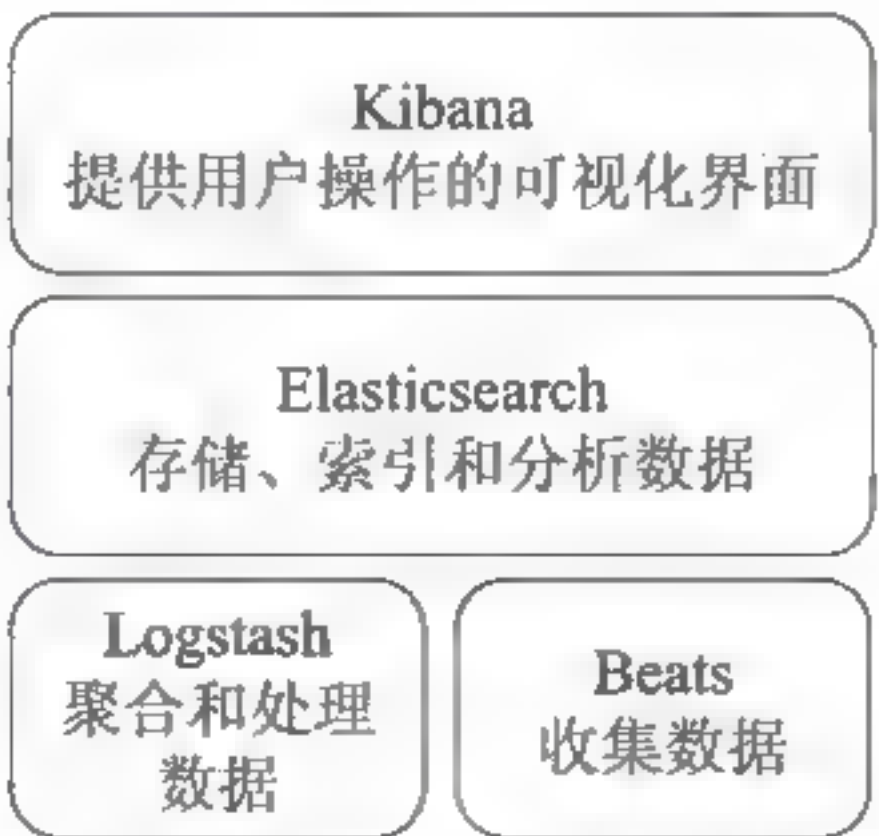 Kibana
提供用户操作的可视化界面
Elasticsearch
存储、索引和分析数据
Logstash
聚合和处理
数据
Beats
收集数据